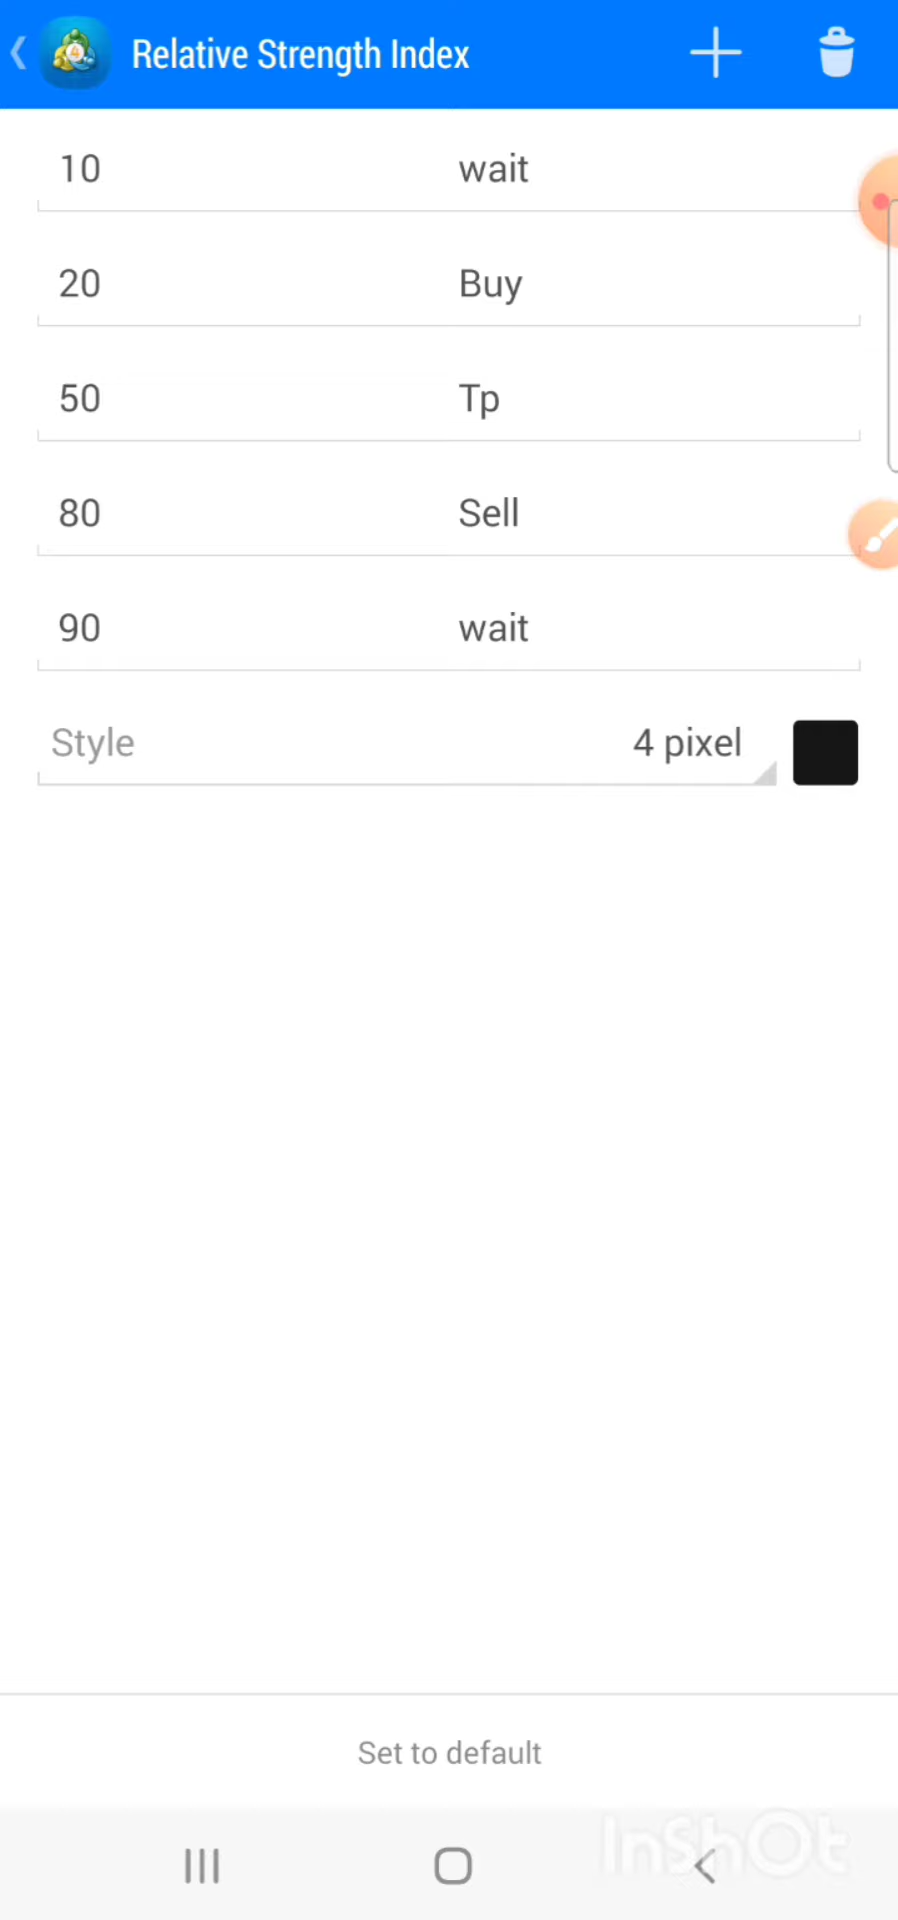 Relative Strength Index
10 wait
20 Buy
50 Tp
80 Sell
90 wait
Style 4 pixel
Set to default
InShOt